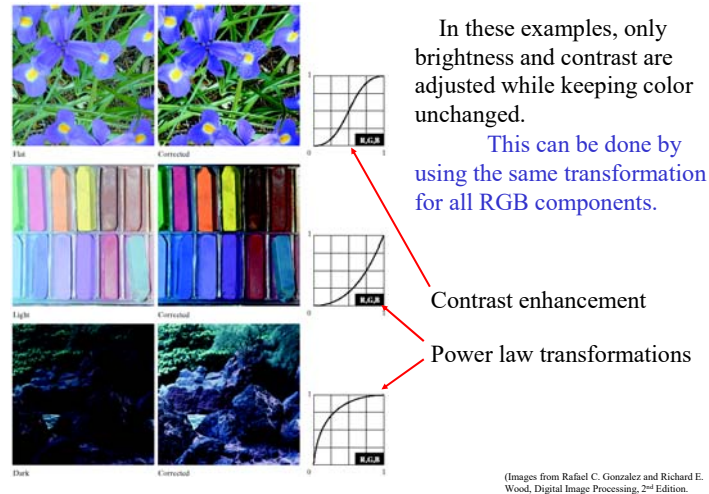 In these examples, only
brightness and contrast are
adjusted while keeping color
unchanged.
This can be done by
using the same transformation
for all RGB components.
1
R,G,B
0
1
Flat
Corrected
1
R,G,B
0
1
Light
Corrected
Contrast enhancement
Power law transformations
1
R,G,B
0
1
Dark
Corrected
(Images from Rafael C. Gonzalez and Richard E.
Wood, Digital Image Processing, 2nd Edition.